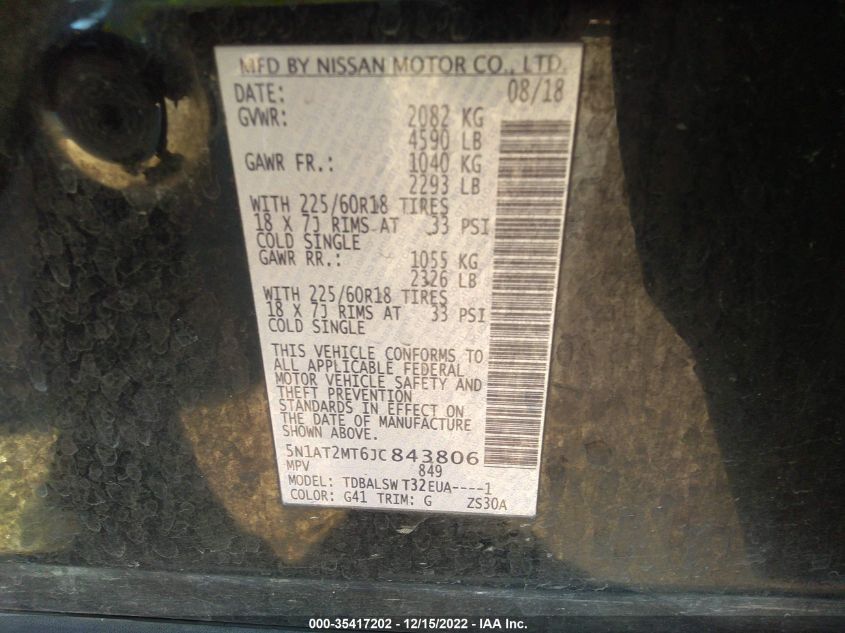 MFD BY NISSAN MOTOR CO., LTD.
DATE: 08/18
GVWR: 2082 KG
4590 LB
GAWR FR.: 1040 KG
2293 LB
WITH 225/60R18 TIRES
18 X 7J RIMS AT 33 PSI
COLD SINGLE
GAWR RR.: 1055 KG
2326 LB
WITH 225/60R18 TIRES
18 X 7J RIMS AT 33 PSI
COLD SINGLE
THIS VEHICLE CONFORMS TO
ALL APPLICABLE FEDERAL
MOTOR VEHICLE SAFETY AND
THEFT PREVENTION
STANDARDS IN EFFECT ON
THE DATE OF MANUFACTURE
SHOWN ABOVE.
5N1AT2MT6JC843806
MPV 849
MODEL: TDBALSW T32EUA----1
COLOR: G41 TRIM: G ZS30A
000-35417202 - 12/15/2022 - IAA Inc.